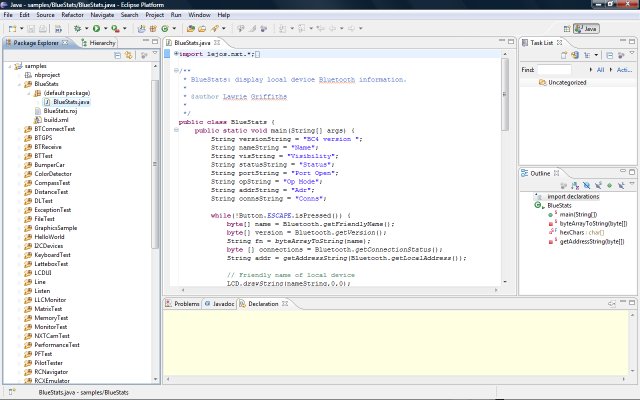 Java - samples/BlueStats/BlueStats.java - Eclipse Platform
File Edit Source Refactor Navigate Search Project Run Window Help
Java
Package Explorer Hierarchy
samples
nbproject
BlueStats
(default package)
BlueStats.java
BlueStats.nxj
build.xml
BTConnectTest
BTGPS
BTReceive
BTTest
BumperCar
ColorDetector
CompassTest
DistanceTest
DLTest
ExceptionTest
FileTest
GraphicsSample
HelloWorld
I2CDevices
KeyboardTest
LatteboxTest
LCDUI
Line
Listen
LLCMonitor
MatrixTest
MemoryTest
MonitorTest
NXTCamTest
PerformanceTest
PFTest
PilotTester
RCNavigator
RCXEmulator
BlueStats.java
import lejos.nxt.*;
/**
* BlueStats: display local device Bluetooth information.
*
* @author Lawrie Griffiths
*
*/
public class BlueStats {
public static void main(String[] args) {
String versionString = "BC4 version ";
String nameString = "Name";
String visString = "Visibility";
String statusString = "Status";
String portString = "Port Open";
String opString = "Op Mode";
String addrString = "Adr";
String connsString = "Conns";
while(!Button.ESCAPE.isPressed()) {
byte[] name = Bluetooth.getFriendlyName();
byte[] version = Bluetooth.getVersion();
String fn = byteArrayToString(name);
byte [] connections = Bluetooth.getConnectionStatus();
String addr = getAddressString(Bluetooth.getLocalAddress());
// Friendly name of local device
LCD.drawString(nameString,0,0);
Task List
Find: All Acti...
Uncategorized
Outline
import declarations
BlueStats
main(String[])
byteArrayToString(byte[])
hexChars : char[]
getAddressString(byte[])
Problems Javadoc Declaration
BlueStats.java - samples/BlueStats